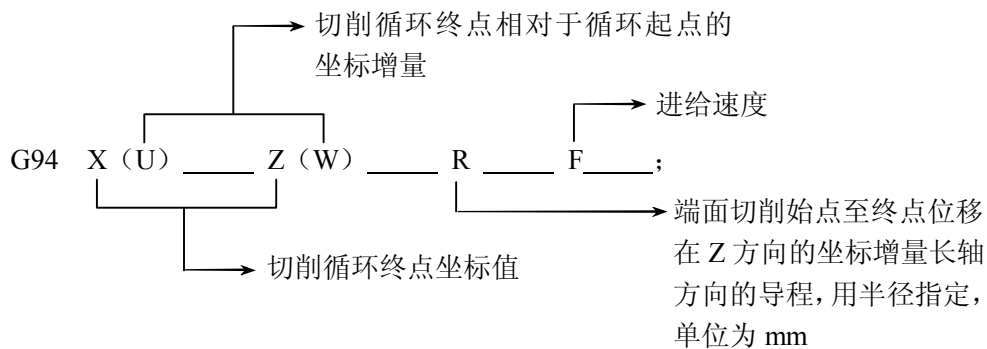 切削循环终点相对于循环起点的
坐标增量
进给速度
G94 X（U）____ Z（W）____ R ____ F____；
端面切削始点至终点位移
在 Z 方向的坐标增量长轴
方向的导程，用半径指定，
单位为 mm
切削循环终点坐标值